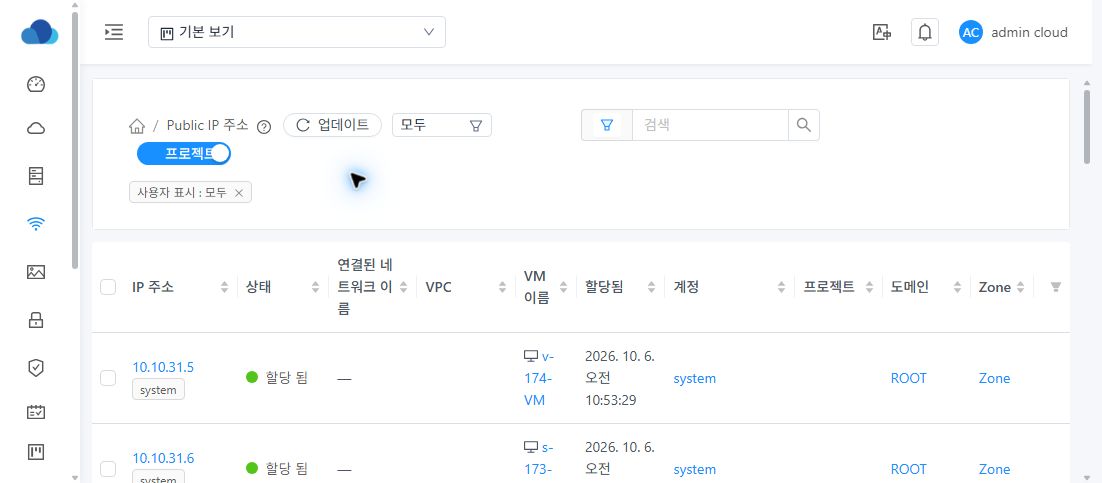 기본 보기
AC admin cloud
/ Public IP 주소
업데이트
모두
검색
프로젝트
사용자 표시 : 모두
IP 주소
상태
연결된 네
트워크 이
름
VPC
VM
이름
할당됨
계정
프로젝트
도메인
Zone
10.10.31.5
system
할당 됨
—
v-
174-
VM
2026. 10. 6.
오전
10:53:29
system
ROOT
Zone
10.10.31.6
system
할당 됨
—
s-
173-
2026. 10. 6.
오전
system
ROOT
Zone